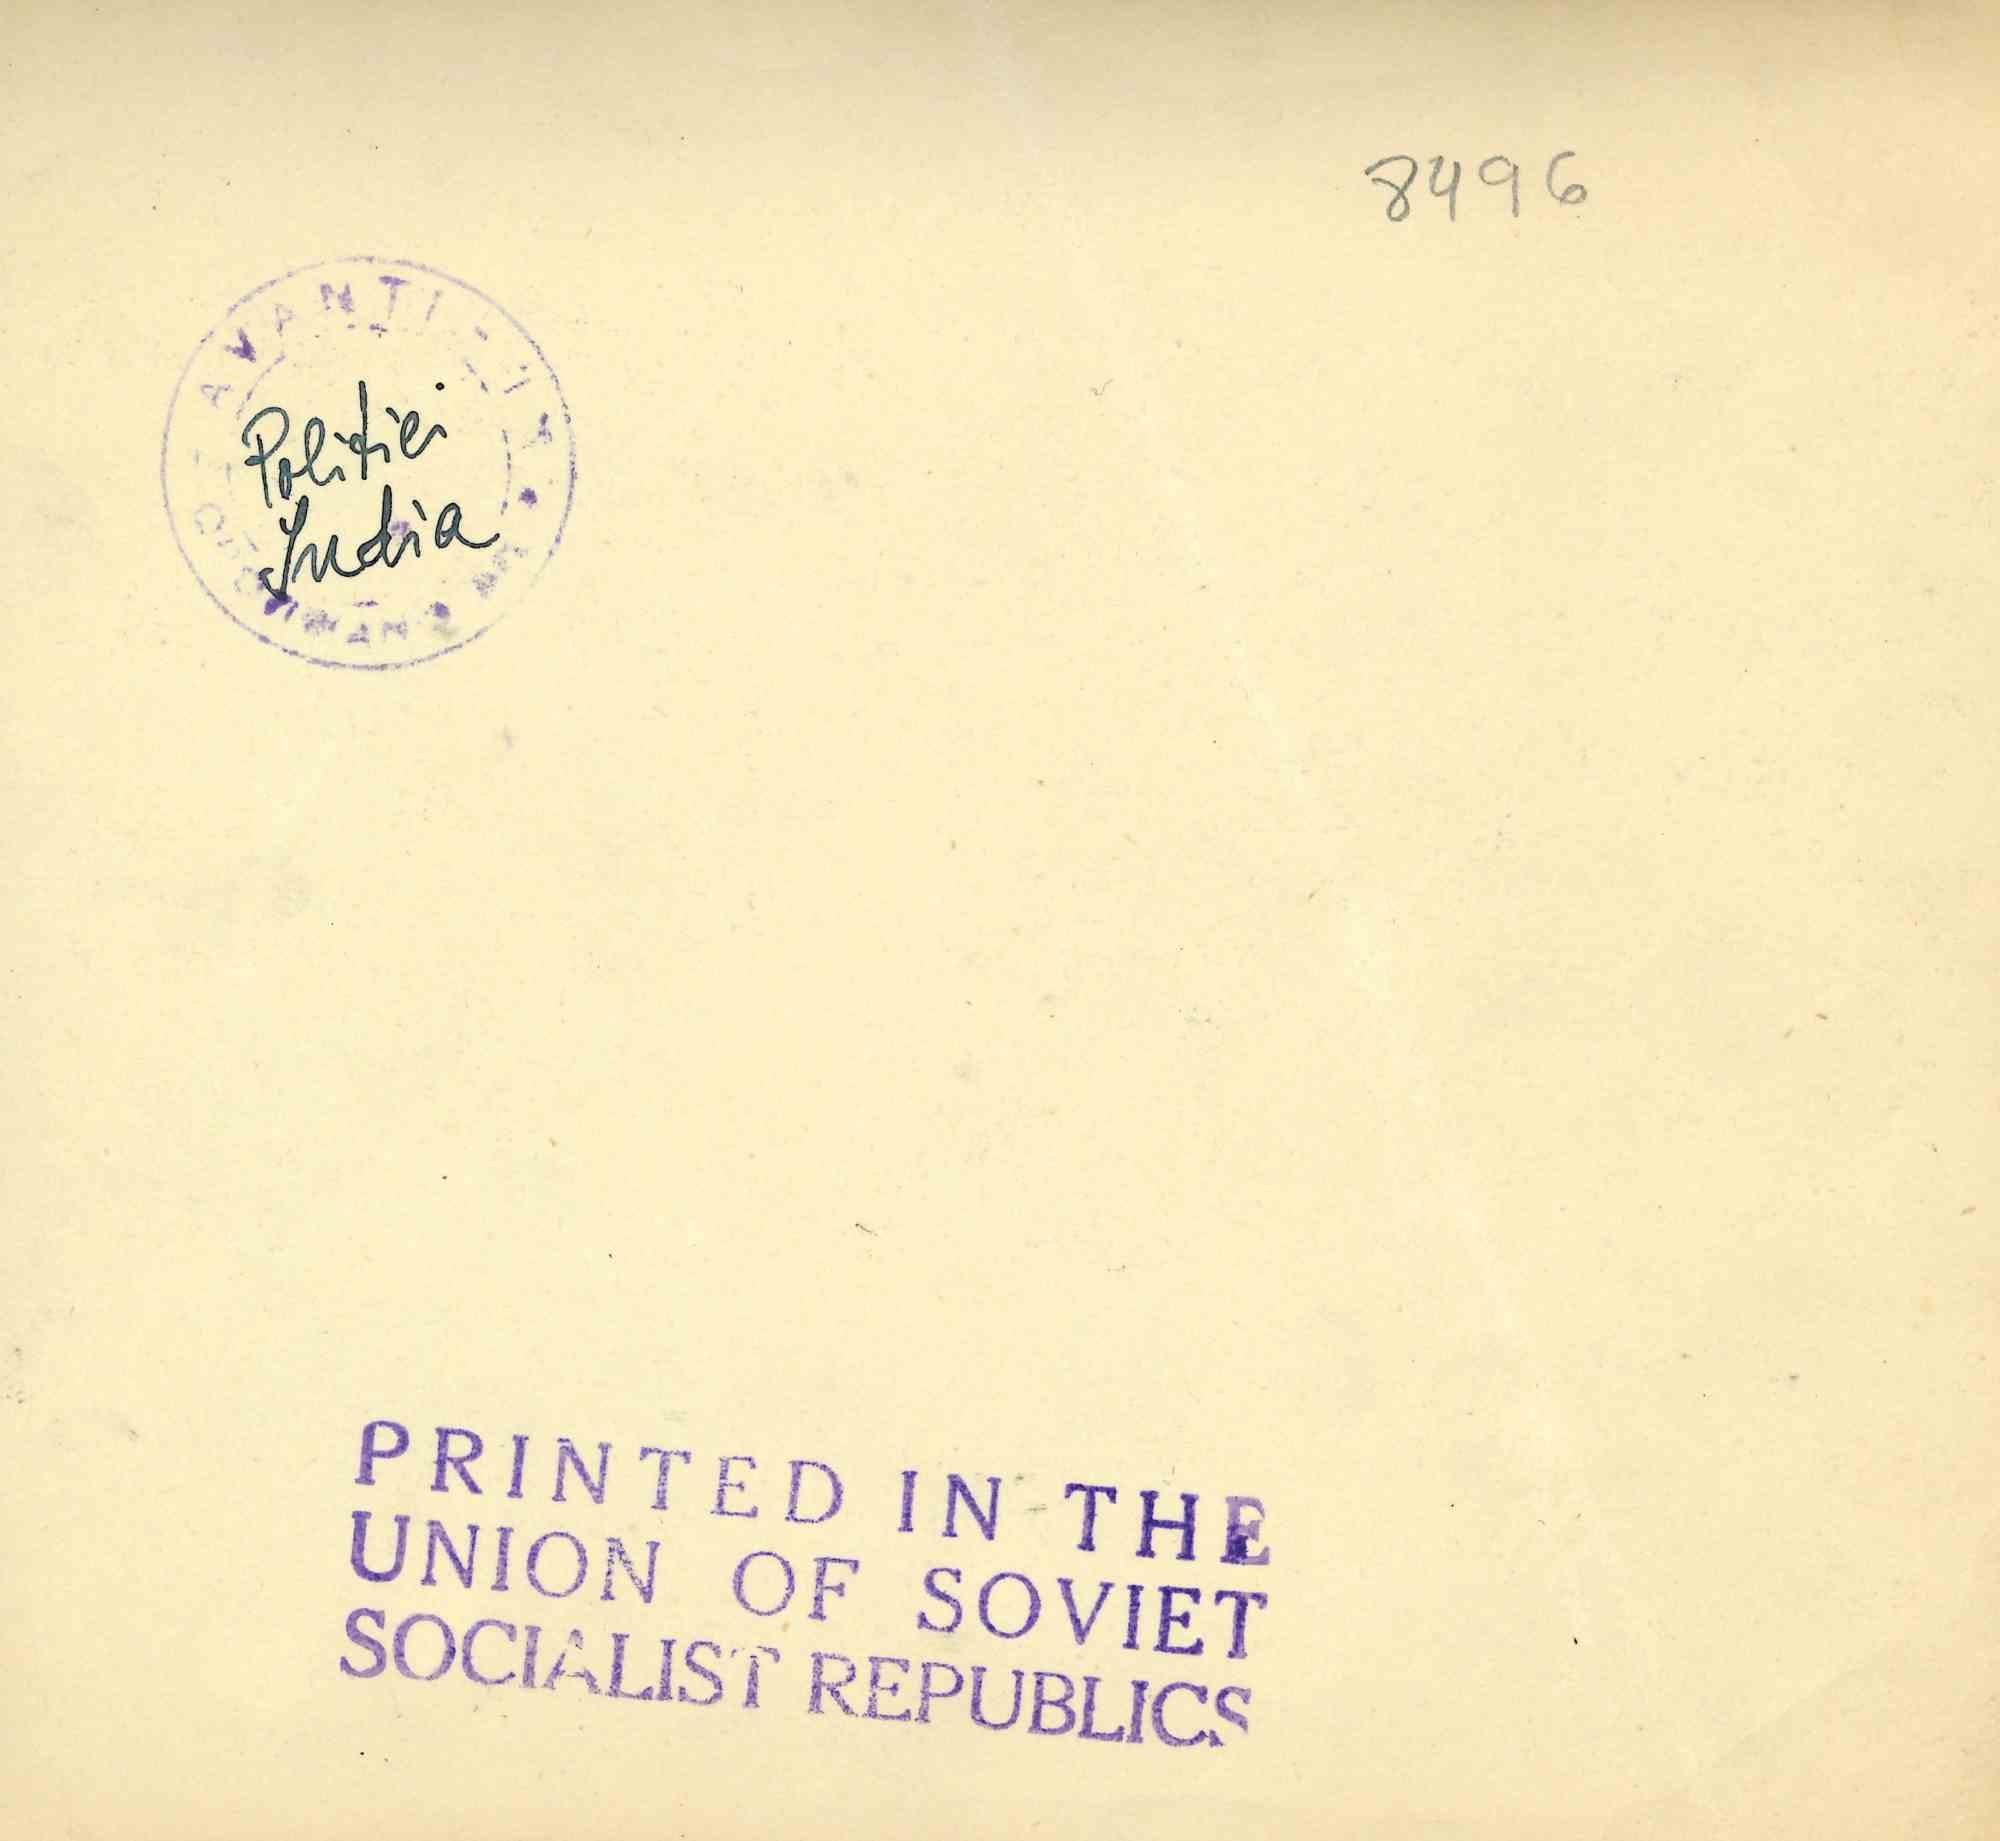 8496
AVANTI
Politici
India
PRINTED IN THE
UNION OF SOVIET
SOCIALIST REPUBLICS